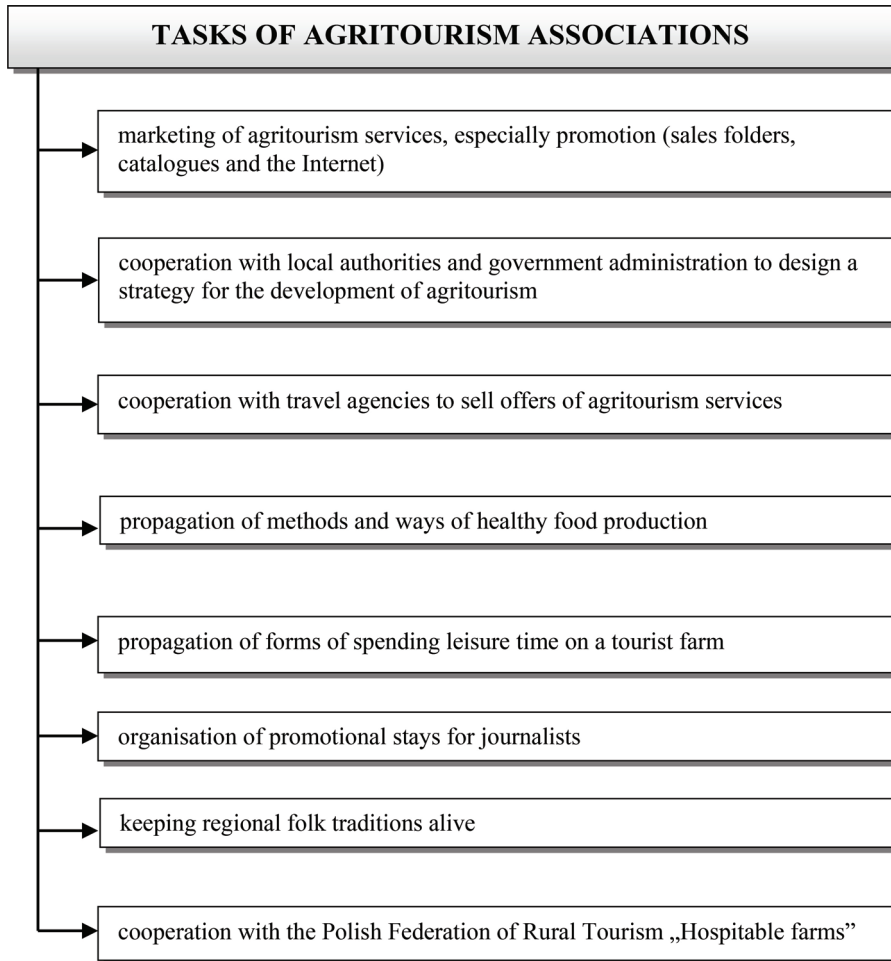 TASKS OF AGRITOURISM ASSOCIATIONS
marketing of agritourism services, especially promotion (sales folders,
catalogues and the Internet)
cooperation with local authorities and government administration to design a
strategy for the development of agritourism
cooperation with travel agencies to sell offers of agritourism services
propagation of methods and ways of healthy food production
propagation of forms of spending leisure time on a tourist farm
organisation of promotional stays for journalists
keeping regional folk traditions alive
cooperation with the Polish Federation of Rural Tourism „Hospitable farms”